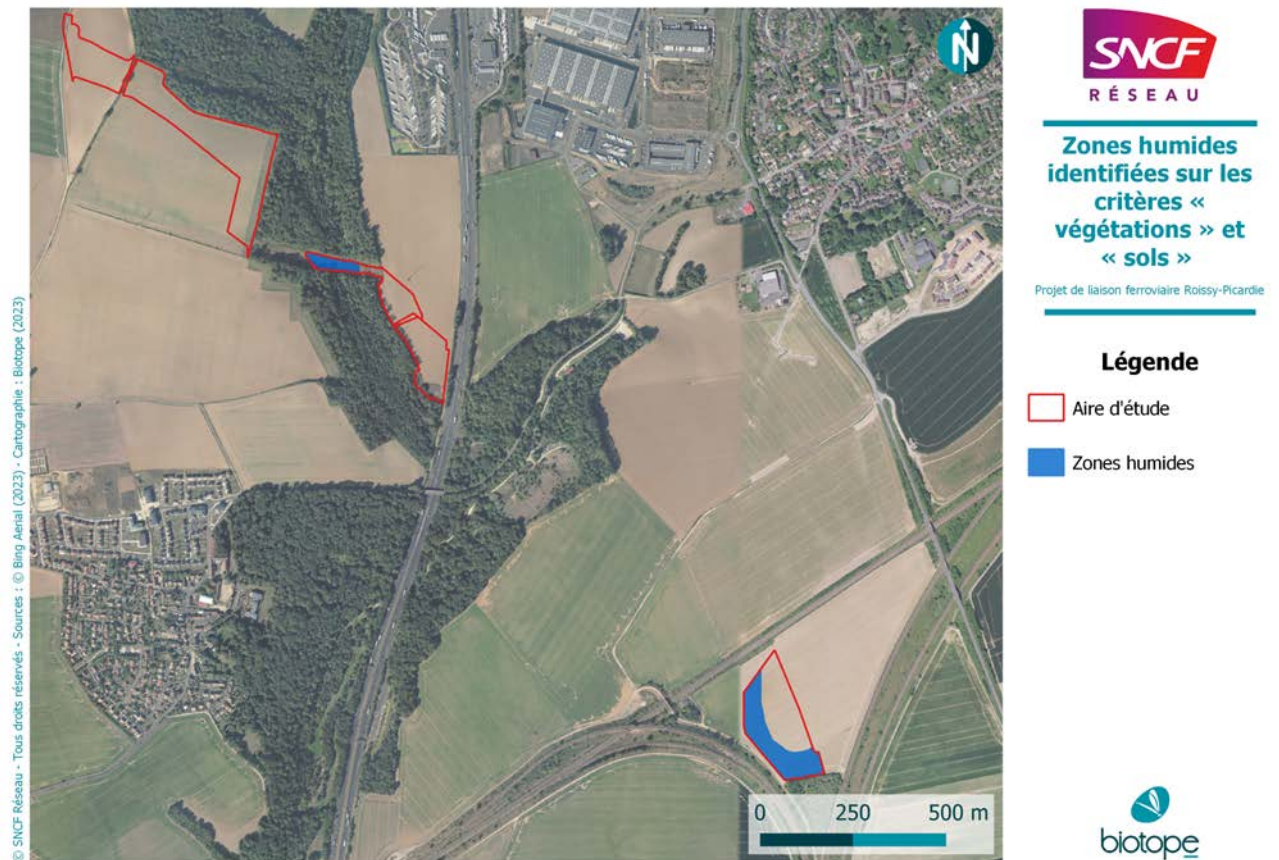 N
SNCF
RÉSEAU
Zones humides
identifiées sur les
critères «
végétations » et
« sols »
Projet de liaison ferroviaire Roissy-Picardie
Légende
Aire d'étude
Zones humides
0 250 500 m
biotope
© SNCF Réseau - Tous droits réservés - Sources : © Bing Aerial (2023) - Cartographie : Biotope (2023)